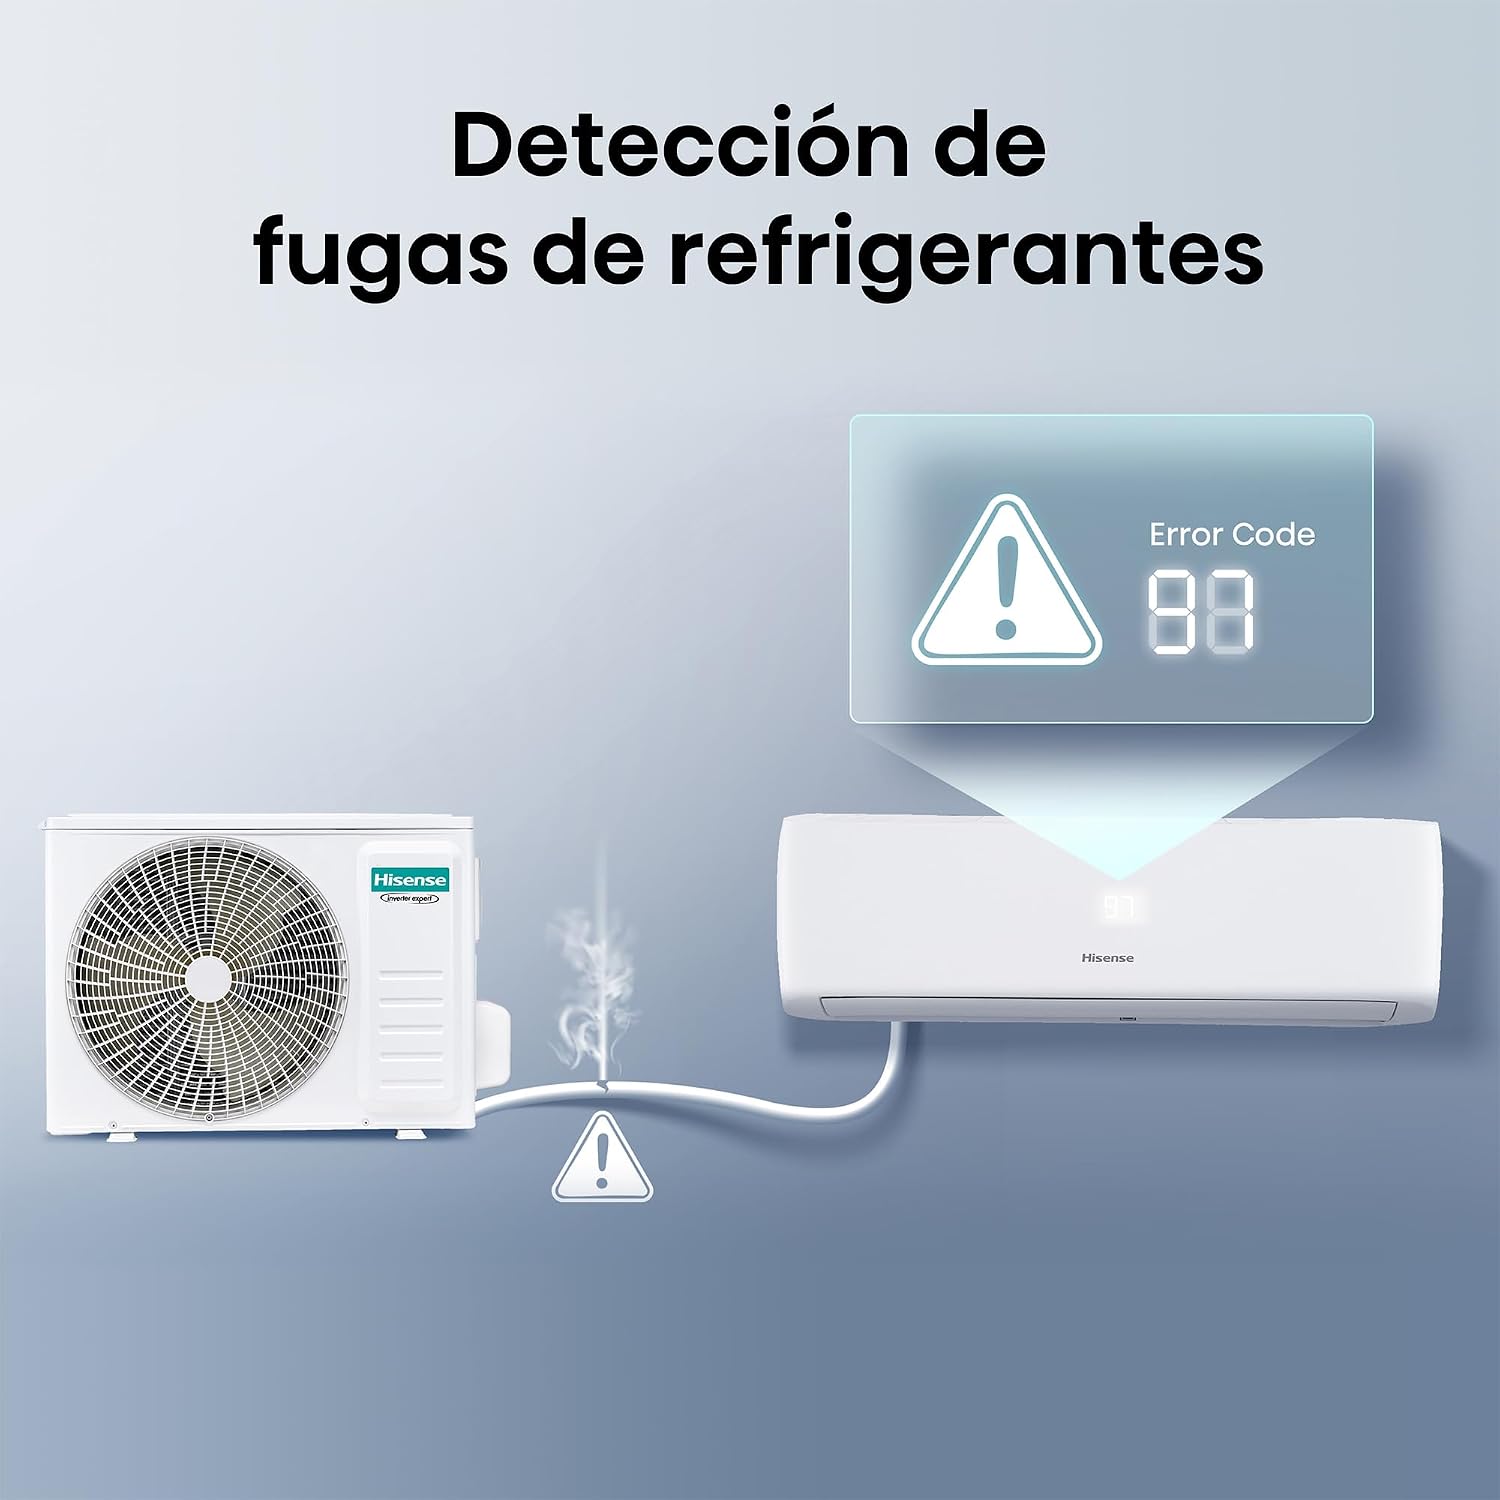 Detección de
fugas de refrigerantes
Error Code
97
Hisense
inverter expert
97
Hisense